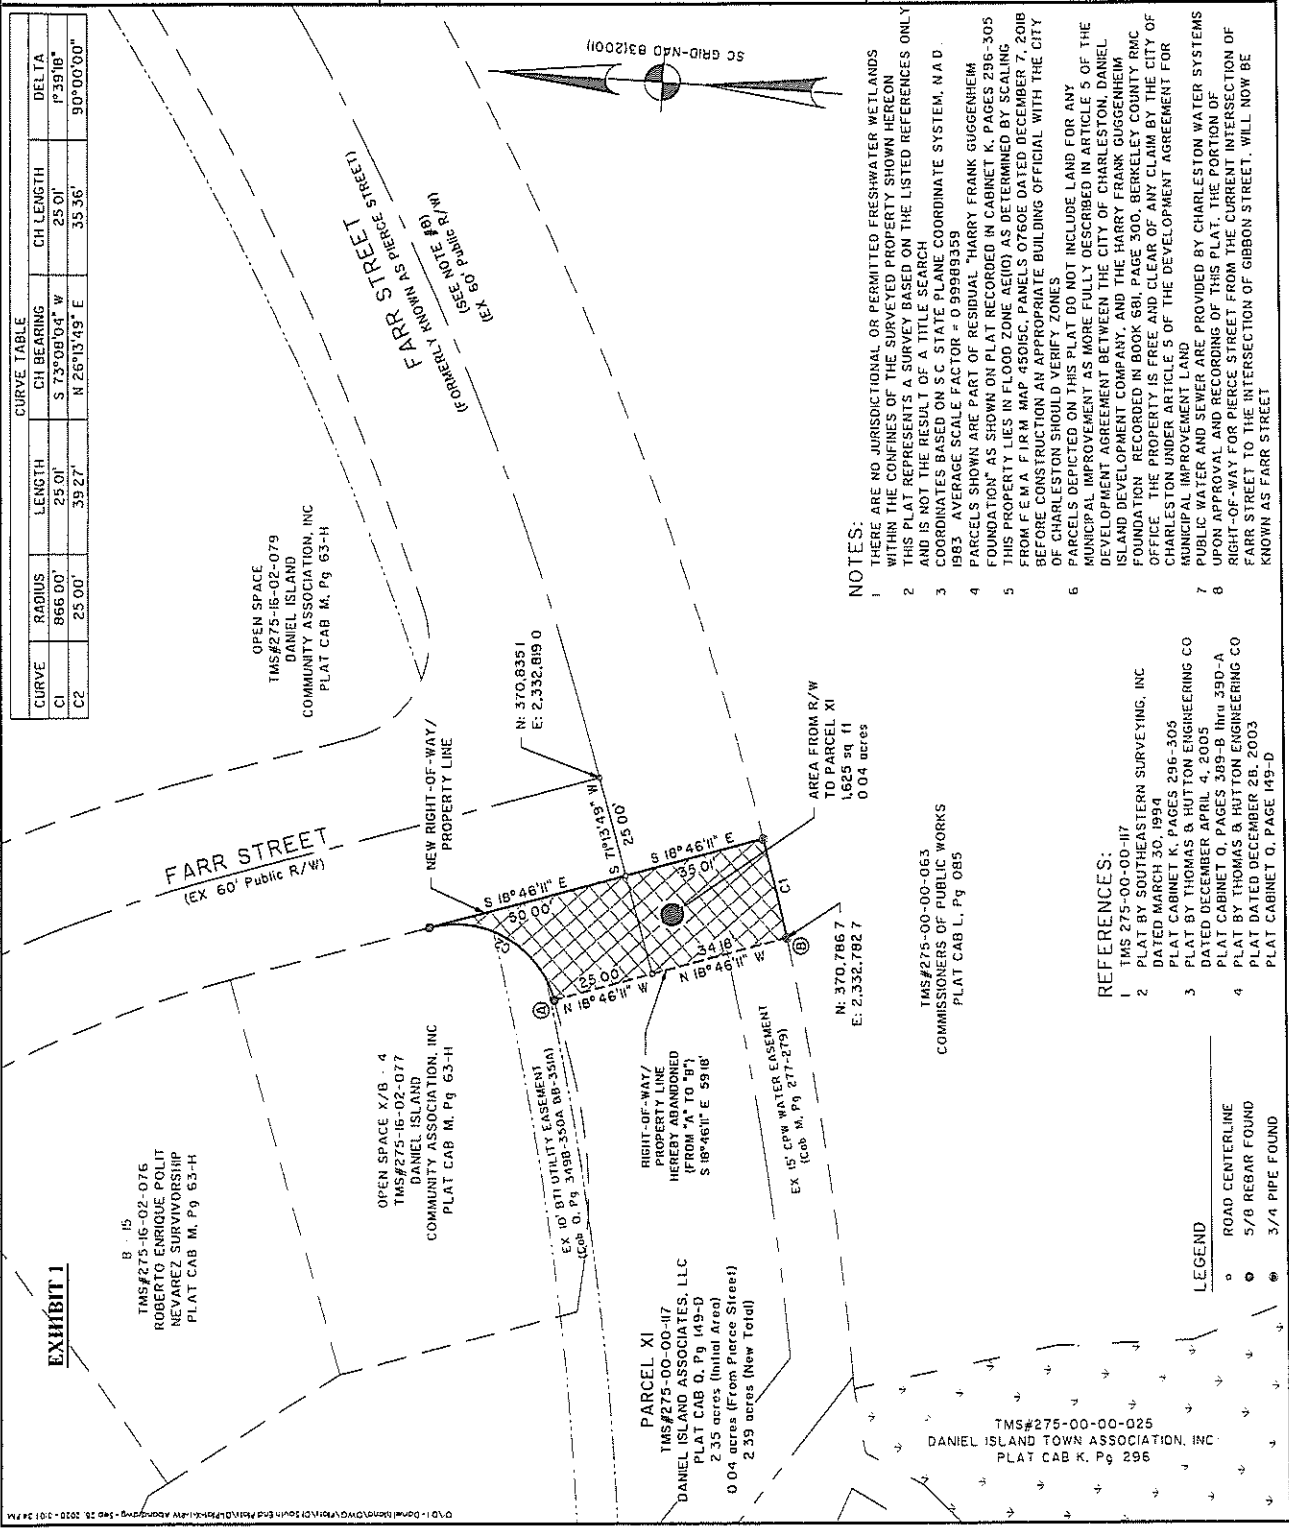 EXHIBIT 1
B - 15
TMS#275-16-02-076
ROBERTO ENRIQUE POLIT
NEVAREZ SURVIVORSHIP
PLAT CAB M, Pg 63-H
OPEN SPACE X/B - 4
TMS#275-16-02-077
DANIEL ISLAND
COMMUNITY ASSOCIATION, INC
PLAT CAB M, Pg 63-H
FARR STREET
(EX 60' Public R/W)
OPEN SPACE
TMS#275-16-02-079
DANIEL ISLAND
COMMUNITY ASSOCIATION, INC
PLAT CAB M, Pg 63-H
CURVE TABLE
CURVE RADIUS LENGTH CH BEARING CH LENGTH DELTA
C1 866 00' 25.01' S 73°08'04" W 25 01' 1°39'18"
C2 25 00' 39 27' N 26°13'49" E 35 36' 90°00'00"
FARR STREET
(FORMERLY KNOWN AS PIERCE STREET)
(SEE NOTE #8)
(EX 60' Public R/W)
SC GRID-NAD 83(2001)
NEW RIGHT-OF-WAY/
PROPERTY LINE
N: 370,835 1
E: 2,332,819 0
S 71°13'49" W
25 00'
S 18°46'11" E
50 00'
S 18°46'11" E
35.01'
C2
C1
A
25.00'
N 18°46'11" W
34 18'
N 18°46'11" W
B
EX 10' BTI UTILITY EASEMENT
(Cab O, Pg 349B-350A &B-351A)
RIGHT-OF-WAY/
PROPERTY LINE
HEREBY ABANDONED
(FROM "A" TO "B")
S 18°46'11" E 59 18'
EX 15' CPW WATER EASEMENT
(Cab M, Pg 277-279)
AREA FROM R/W
TO PARCEL XI
1,625 sq ft
0 04 acres
N: 370,786 7
E: 2,332,782 7
PARCEL XI
TMS#275-00-00-117
DANIEL ISLAND ASSOCIATES, LLC
PLAT CAB Q, Pg 149-D
2 35 acres (Initial Area)
0 04 acres (From Pierce Street)
2 39 acres (New Total)
TMS#275-00-00-063
COMMISSIONERS OF PUBLIC WORKS
PLAT CAB L, Pg 085
TMS#275-00-00-025
DANIEL ISLAND TOWN ASSOCIATION, INC
PLAT CAB K, Pg 296
LEGEND
ROAD CENTERLINE
5/8 REBAR FOUND
3/4 PIPE FOUND
REFERENCES:
1 TMS 275-00-00-117
2 PLAT BY SOUTHEASTERN SURVEYING, INC
DATED MARCH 30, 1994
PLAT CABINET K, PAGES 296-305
3 PLAT BY THOMAS & HUTTON ENGINEERING CO
DATED DECEMBER APRIL 4, 2005
PLAT CABINET Q, PAGES 389-B thru 390-A
4 PLAT BY THOMAS & HUTTON ENGINEERING CO
PLAT DATED DECEMBER 28, 2003
PLAT CABINET Q, PAGE 149-D
NOTES:
1 THERE ARE NO JURISDICTIONAL OR PERMITTED FRESHWATER WETLANDS
WITHIN THE CONFINES OF THE SURVEYED PROPERTY SHOWN HEREON
2 THIS PLAT REPRESENTS A SURVEY BASED ON THE LISTED REFERENCES ONLY
AND IS NOT THE RESULT OF A TITLE SEARCH
3 COORDINATES BASED ON S C STATE PLANE COORDINATE SYSTEM, N A D
1983 AVERAGE SCALE FACTOR = 0 99989359
4 PARCELS SHOWN ARE PART OF RESIDUAL "HARRY FRANK GUGGENHEIM
FOUNDATION" AS SHOWN ON PLAT RECORDED IN CABINET K, PAGES 296-305
5 THIS PROPERTY LIES IN FLOOD ZONE AE(10) AS DETERMINED BY SCALING
FROM F E M A F I R M MAP 45015C, PANELS 0760E DATED DECEMBER 7, 2018
BEFORE CONSTRUCTION AN APPROPRIATE BUILDING OFFICIAL WITH THE CITY
OF CHARLESTON SHOULD VERIFY ZONES
6 PARCELS DEPICTED ON THIS PLAT DO NOT INCLUDE LAND FOR ANY
MUNICIPAL IMPROVEMENT AS MORE FULLY DESCRIBED IN ARTICLE 5 OF THE
DEVELOPMENT AGREEMENT BETWEEN THE CITY OF CHARLESTON, DANIEL
ISLAND DEVELOPMENT COMPANY, AND THE HARRY FRANK GUGGENHEIM
FOUNDATION RECORDED IN BOOK 681, PAGE 300, BERKELEY COUNTY RMC
OFFICE THE PROPERTY IS FREE AND CLEAR OF ANY CLAIM BY THE CITY OF
CHARLESTON UNDER ARTICLE 5 OF THE DEVELOPMENT AGREEMENT FOR
MUNICIPAL IMPROVEMENT LAND
7 PUBLIC WATER AND SEWER ARE PROVIDED BY CHARLESTON WATER SYSTEMS
8 UPON APPROVAL AND RECORDING OF THIS PLAT, THE PORTION OF
RIGHT-OF-WAY FOR PIERCE STREET FROM THE CURRENT INTERSECTION OF
FARR STREET TO THE INTERSECTION OF GIBBON STREET, WILL NOW BE
KNOWN AS FARR STREET